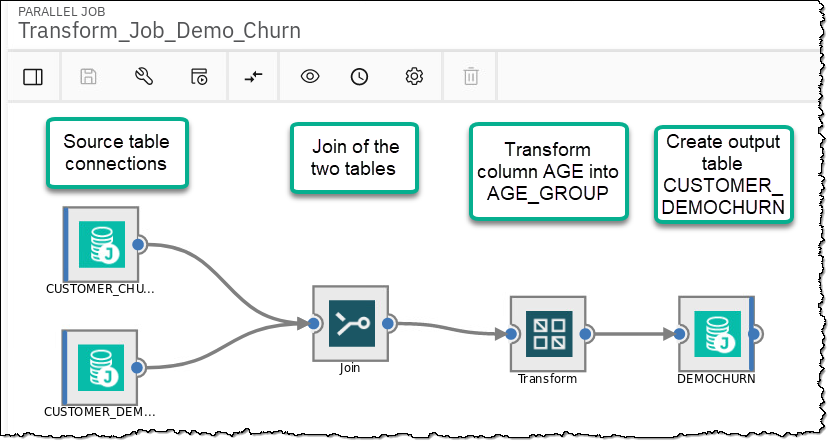 PARALLEL JOB
Transform_Job_Demo_Churn
Source table
connections
Join of the
two tables
Transform
column AGE into
AGE_GROUP
Create output
table
CUSTOMER_
DEMOCHURN
J
CUSTOMER_CHU...
J
CUSTOMER_DEM...
Join
Transform
J
DEMOCHURN